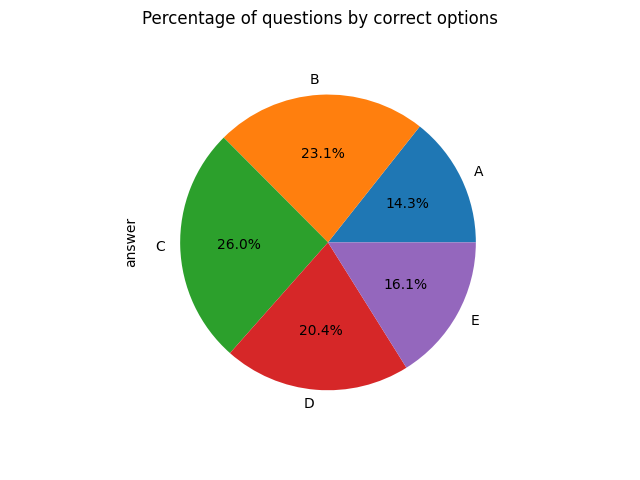 Percentage of questions by correct options
B
23.1%
A
14.3%
answer
C
26.0%
16.1%
E
20.4%
D